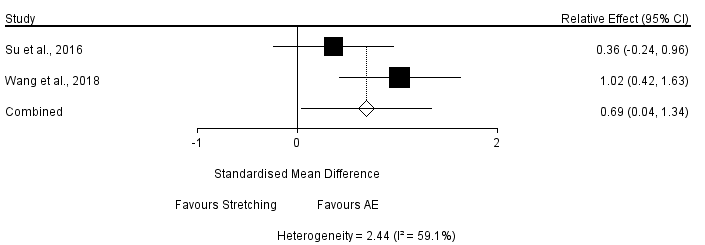 Study Relative Effect (95% CI)
Su et al., 2016 0.36 (-0.24, 0.96)
Wang et al., 2018 1.02 (0.42, 1.63)
Combined 0.69 (0.04, 1.34)
-1 0 2
Standardised Mean Difference
Favours Stretching Favours AE
Heterogeneity = 2.44 (I² = 59.1%)